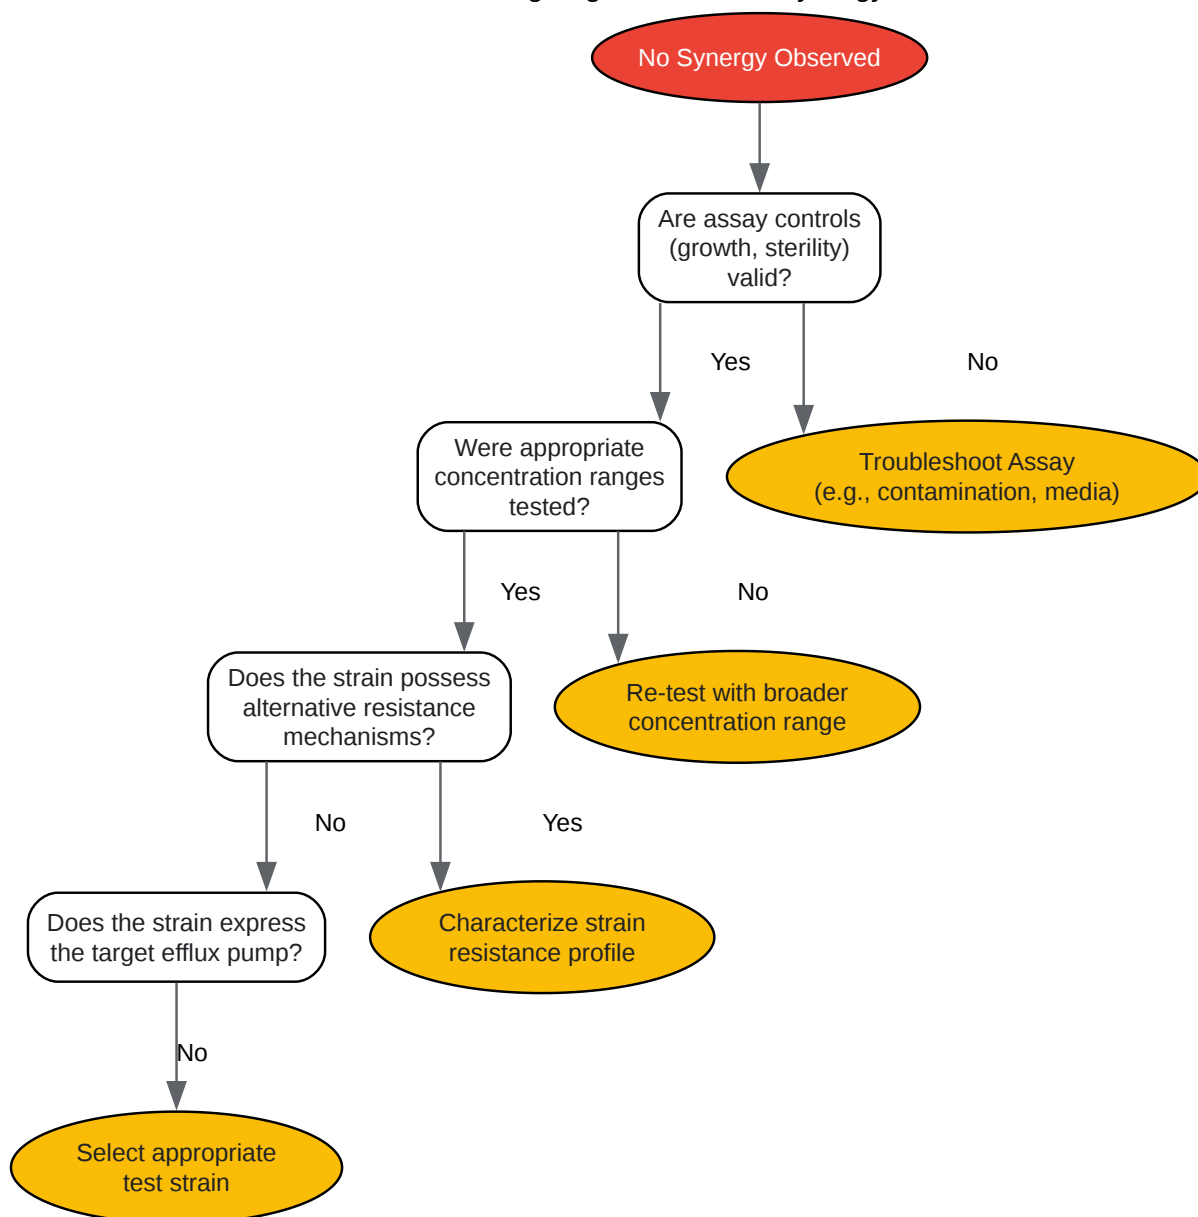 No Synergy Observed
Are assay controls
(growth, sterility)
valid?
Yes
No
Were appropriate
concentration ranges
tested?
Troubleshoot Assay
(e.g., contamination, media)
Yes
No
Does the strain possess
alternative resistance
mechanisms?
Re-test with broader
concentration range
No
Yes
Does the strain express
the target efflux pump?
Characterize strain
resistance profile
No
Select appropriate
test strain